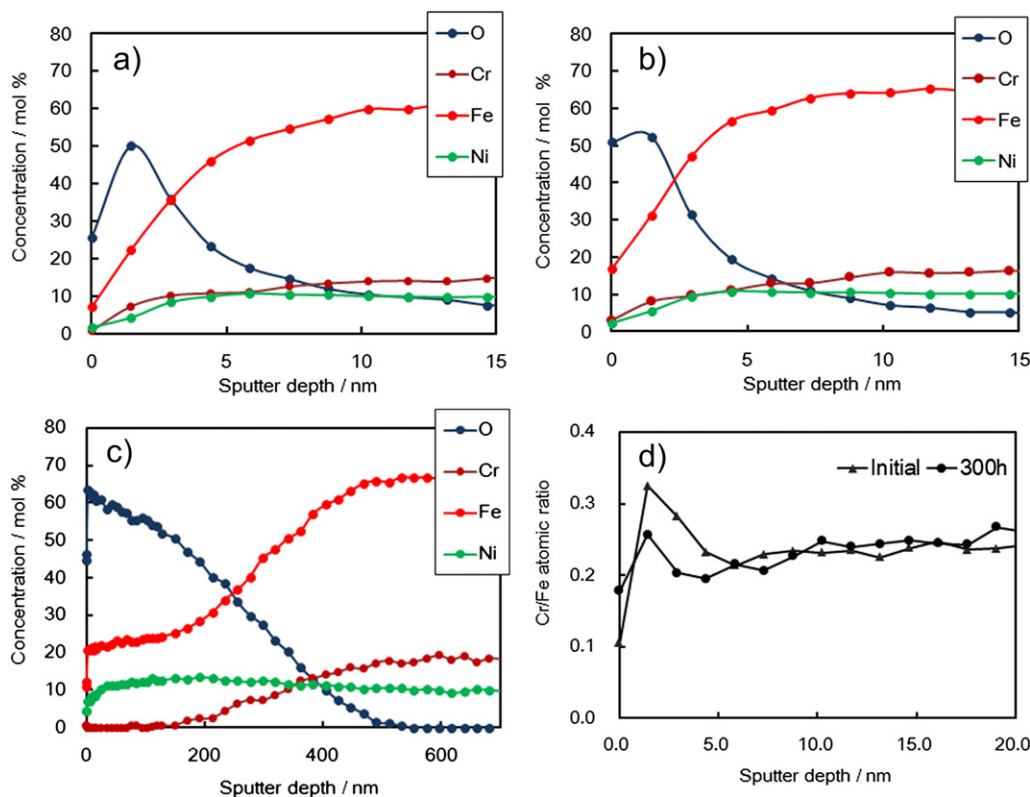 a)
O
Cr
Fe
Ni
Concentration / mol %
80
70
60
50
40
30
20
10
0
0
5
10
15
Sputter depth / nm
b)
O
Cr
Fe
Ni
Concentration / mol %
80
70
60
50
40
30
20
10
0
0
5
10
15
Sputter depth / nm
c)
O
Cr
Fe
Ni
Concentration / mol %
80
70
60
50
40
30
20
10
0
0
200
400
600
Sputter depth / nm
d)
Initial
300h
Cr/Fe atomic ratio
0.4
0.3
0.2
0.1
0.0
0.0
5.0
10.0
15.0
20.0
Sputter depth / nm